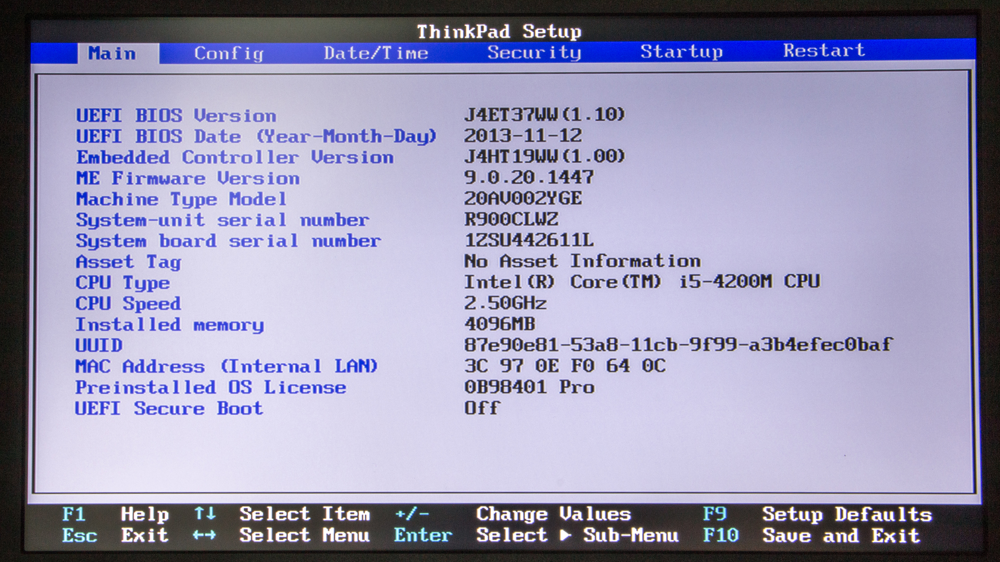 ThinkPad Setup
Main Config Date/Time Security Startup Restart
UEFI BIOS Version J4ET37WW(1.10)
UEFI BIOS Date (Year-Month-Day) 2013-11-12
Embedded Controller Version J4HT19WW(1.00)
ME Firmware Version 9.0.20.1447
Machine Type Model 20AV002YGE
System-unit serial number R900CLWZ
System board serial number 1ZSU442611L
Asset Tag No Asset Information
CPU Type Intel(R) Core(TM) i5-4200M CPU
CPU Speed 2.50GHz
Installed memory 4096MB
UUID 87e90e81-53a8-11cb-9f99-a3b4efec0baf
MAC Address (Internal LAN) 3C 97 0E F0 64 0C
Preinstalled OS License 0B98401 Pro
UEFI Secure Boot Off
F1 Help ↑↓ Select Item +/- Change Values F9 Setup Defaults
Esc Exit ←→ Select Menu Enter Select ▶ Sub-Menu F10 Save and Exit